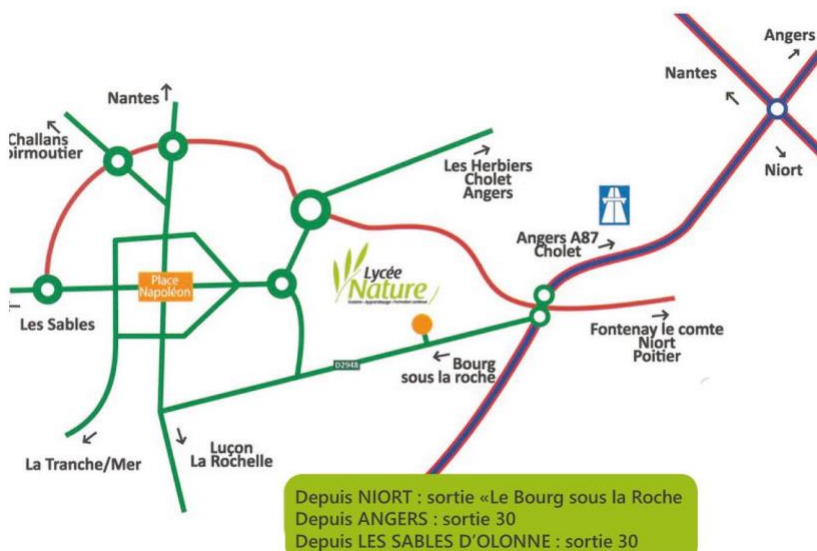 Angers
Nantes
Niort
Nantes
Challans
oirmoutier
Les Herbiers
Cholet
Angers
Angers A87
Cholet
Lycée
Nature
Place
Napoléon
Les Sables
Fontenay le comte
Niort
Poitier
Bourg
sous la roche
D2948
La Tranche/Mer
Luçon
La Rochelle
Depuis NIORT : sortie «Le Bourg sous la Roche
Depuis ANGERS : sortie 30
Depuis LES SABLES D'OLONNE : sortie 30